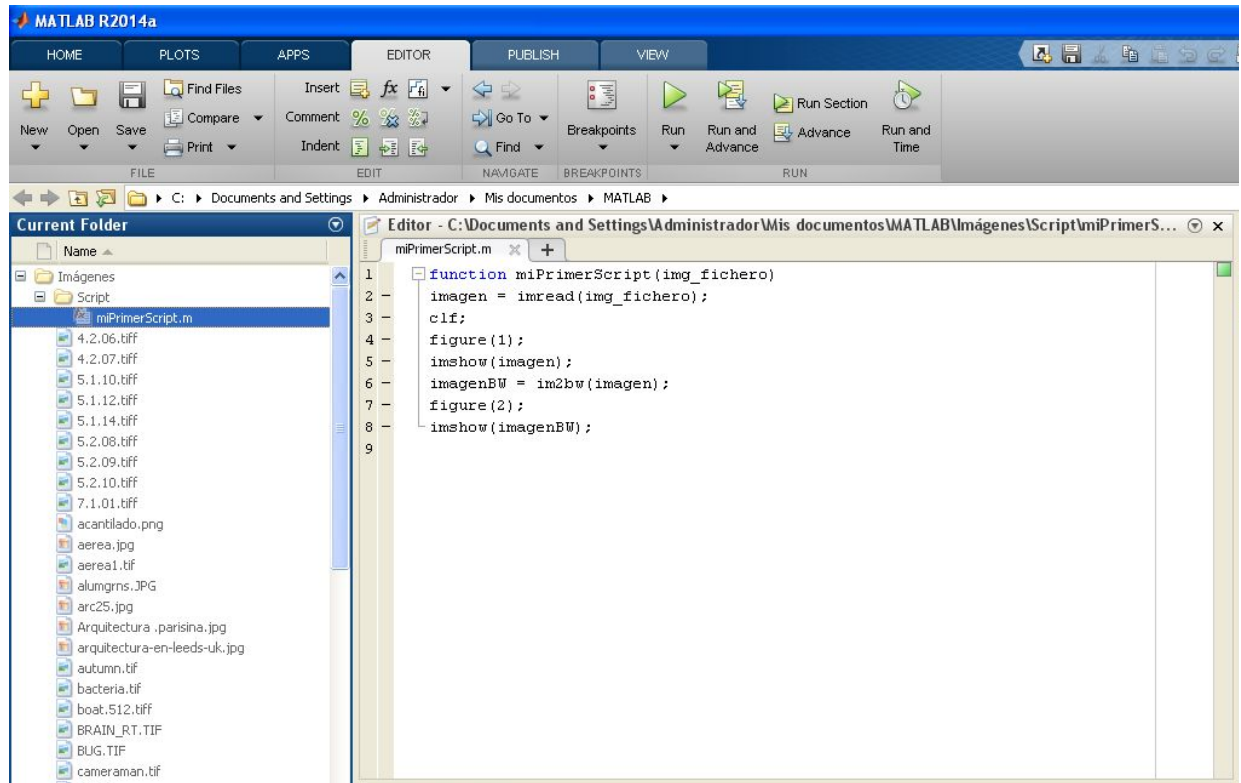 MATLAB R2014a
HOME PLOTS APPS EDITOR PUBLISH VIEW
New Open Save
Find Files
Compare
Print
FILE
Insert fx
Comment
Indent
EDIT
Go To
Find
NAVIGATE
Breakpoints
BREAKPOINTS
Run
Run and Advance
Run Section
Advance
Run and Time
RUN
C: Documents and Settings Administrador Mis documentos MATLAB
Current Folder
Name
Imágenes
Script
miPrimerScript.m
4.2.06.tiff
4.2.07.tiff
5.1.10.tiff
5.1.12.tiff
5.1.14.tiff
5.2.08.tiff
5.2.09.tiff
5.2.10.tiff
7.1.01.tiff
acantilado.png
aerea.jpg
aerea1.tif
alumgrns.JPG
arc25.jpg
Arquitectura .parisina.jpg
arquitectura-en-leeds-uk.jpg
autumn.tif
bacteria.tif
boat.512.tiff
BRAIN_RT.TIF
BUG.TIF
cameraman.tif
Editor - C:\Documents and Settings\Administrador\Mis documentos\MATLAB\Imágenes\Script\miPrimerS...
miPrimerScript.m
1 function miPrimerScript(img_fichero)
2 imagen = imread(img_fichero);
3 clf;
4 figure(1);
5 imshow(imagen);
6 imagenBW = im2bw(imagen);
7 figure(2);
8 imshow(imagenBW);
9